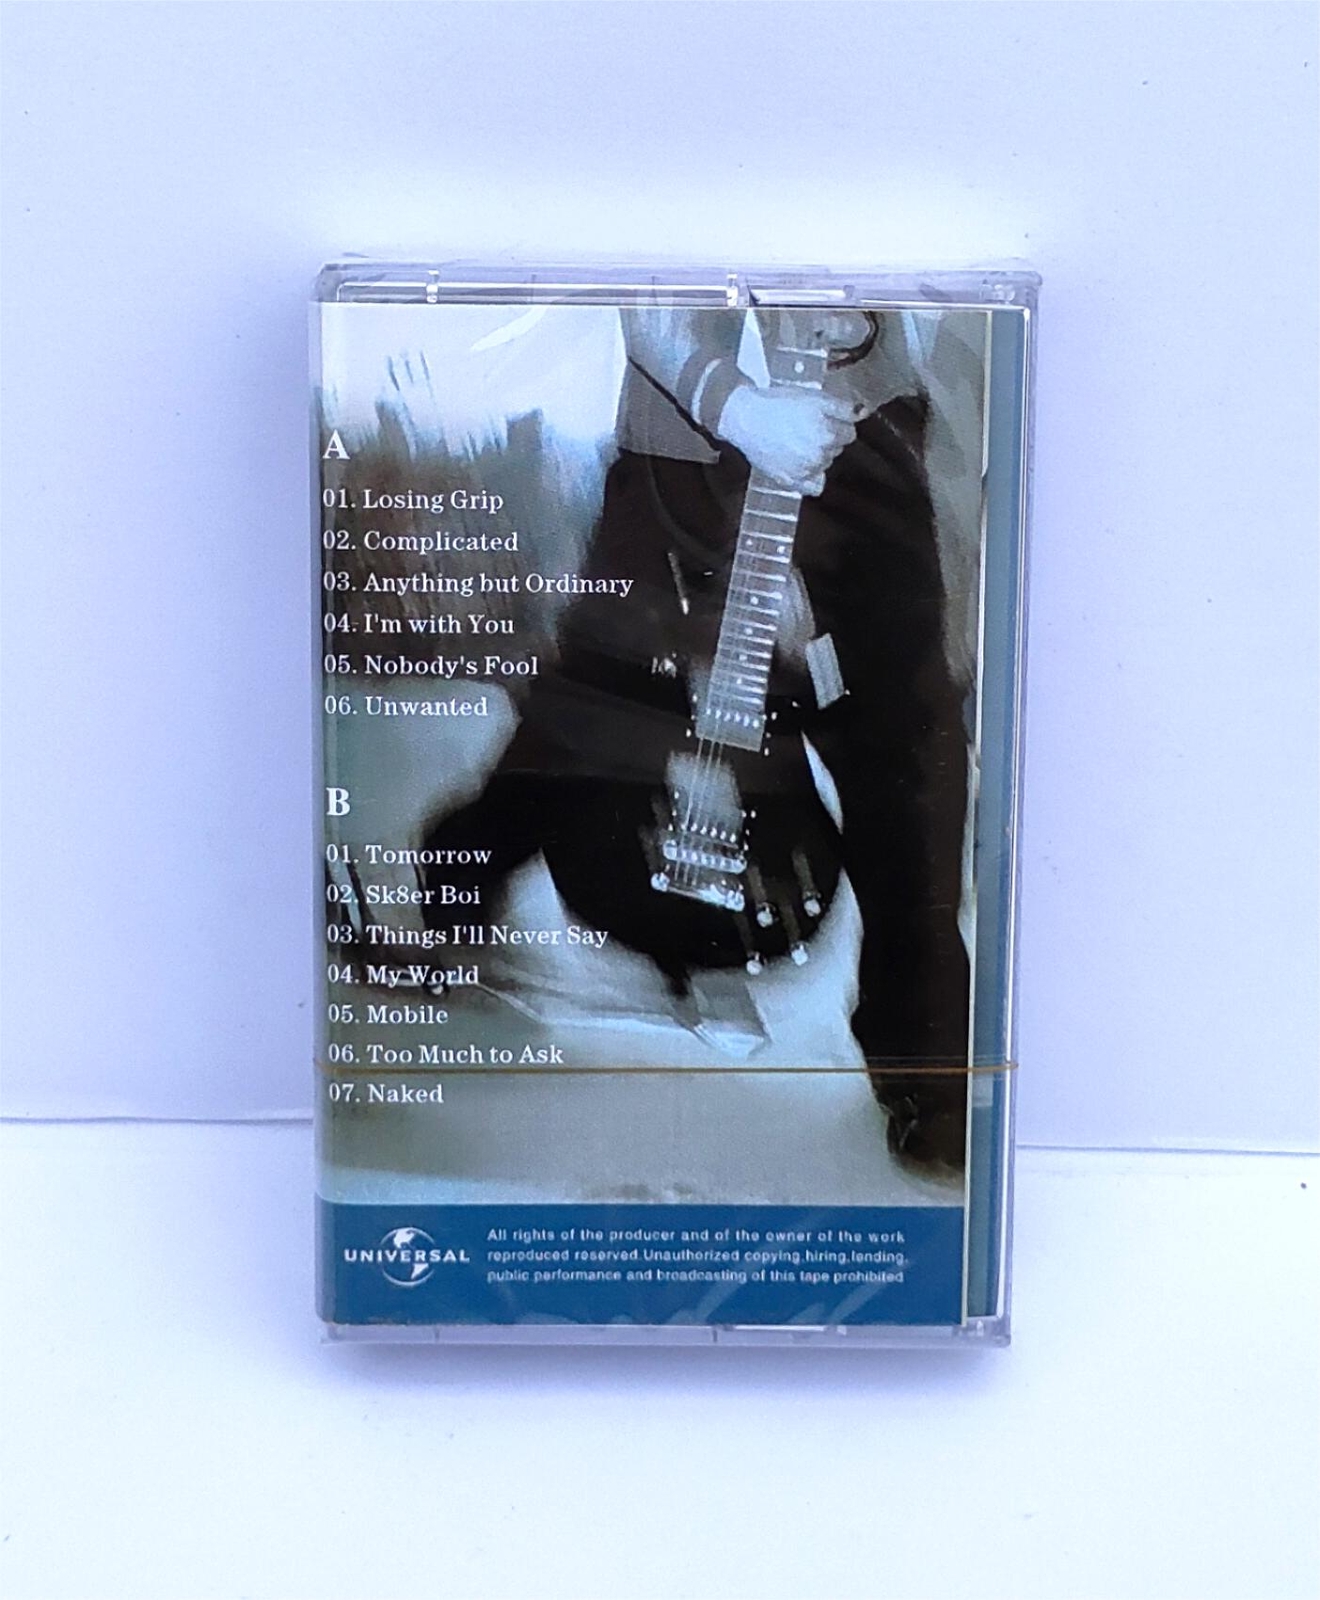 A
01. Losing Grip
02. Complicated
03. Anything but Ordinary
04. I'm with You
05. Nobody's Fool
06. Unwanted
B
01. Tomorrow
02. Sk8er Boi
03. Things I'll Never Say
04. My World
05. Mobile
06. Too Much to Ask
07. Naked
UNIVERSAL
All rights of the producer and of the owner of the work
reproduced reserved.Unauthorized copying,hiring,lending,
public performance and broadcasting of this tape prohibited